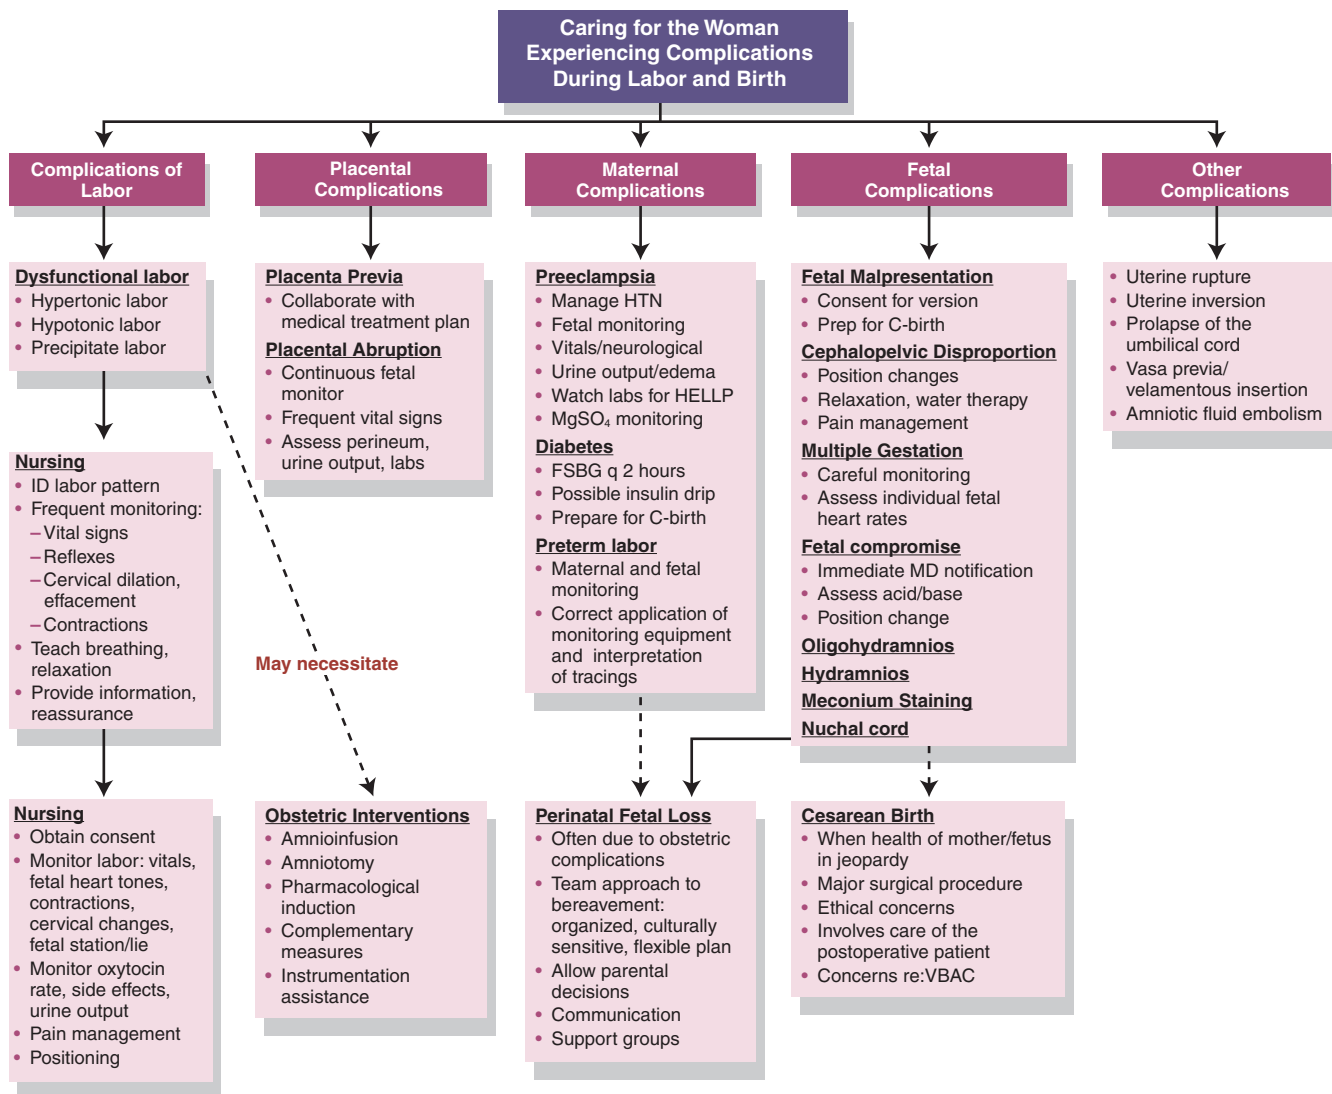 Caring for the Woman
Experiencing Complications
During Labor and Birth
Complications of
Labor
Placental
Complications
Maternal
Complications
Fetal
Complications
Other
Complications
Dysfunctional labor
• Hypertonic labor
• Hypotonic labor
• Precipitate labor
Nursing
• ID labor pattern
• Frequent monitoring:
–Vital signs
–Reflexes
–Cervical dilation,
effacement
–Contractions
• Teach breathing,
relaxation
• Provide information,
reassurance
Nursing
• Obtain consent
• Monitor labor: vitals,
fetal heart tones,
contractions,
cervical changes,
fetal station/lie
• Monitor oxytocin
rate, side effects,
urine output
• Pain management
• Positioning
Placenta Previa
• Collaborate with
medical treatment plan
Placental Abruption
• Continuous fetal
monitor
• Frequent vital signs
• Assess perineum,
urine output, labs
May necessitate
Obstetric Interventions
• Amnioinfusion
• Amniotomy
• Pharmacological
induction
• Complementary
measures
• Instrumentation
assistance
Preeclampsia
• Manage HTN
• Fetal monitoring
• Vitals/neurological
• Urine output/edema
• Watch labs for HELLP
• MgSO₄ monitoring
Diabetes
• FSBG q 2 hours
• Possible insulin drip
• Prepare for C-birth
Preterm labor
• Maternal and fetal
monitoring
• Correct application of
monitoring equipment
and interpretation
of tracings
Perinatal Fetal Loss
• Often due to obstetric
complications
• Team approach to
bereavement:
organized, culturally
sensitive, flexible plan
• Allow parental
decisions
• Communication
• Support groups
Fetal Malpresentation
• Consent for version
• Prep for C-birth
Cephalopelvic Disproportion
• Position changes
• Relaxation, water therapy
• Pain management
Multiple Gestation
• Careful monitoring
• Assess individual fetal
heart rates
Fetal compromise
• Immediate MD notification
• Assess acid/base
• Position change
Oligohydramnios
Hydramnios
Meconium Staining
Nuchal cord
Cesarean Birth
• When health of mother/fetus
in jeopardy
• Major surgical procedure
• Ethical concerns
• Involves care of the
postoperative patient
• Concerns re:VBAC
• Uterine rupture
• Uterine inversion
• Prolapse of the
umbilical cord
• Vasa previa/
velamentous insertion
• Amniotic fluid embolism